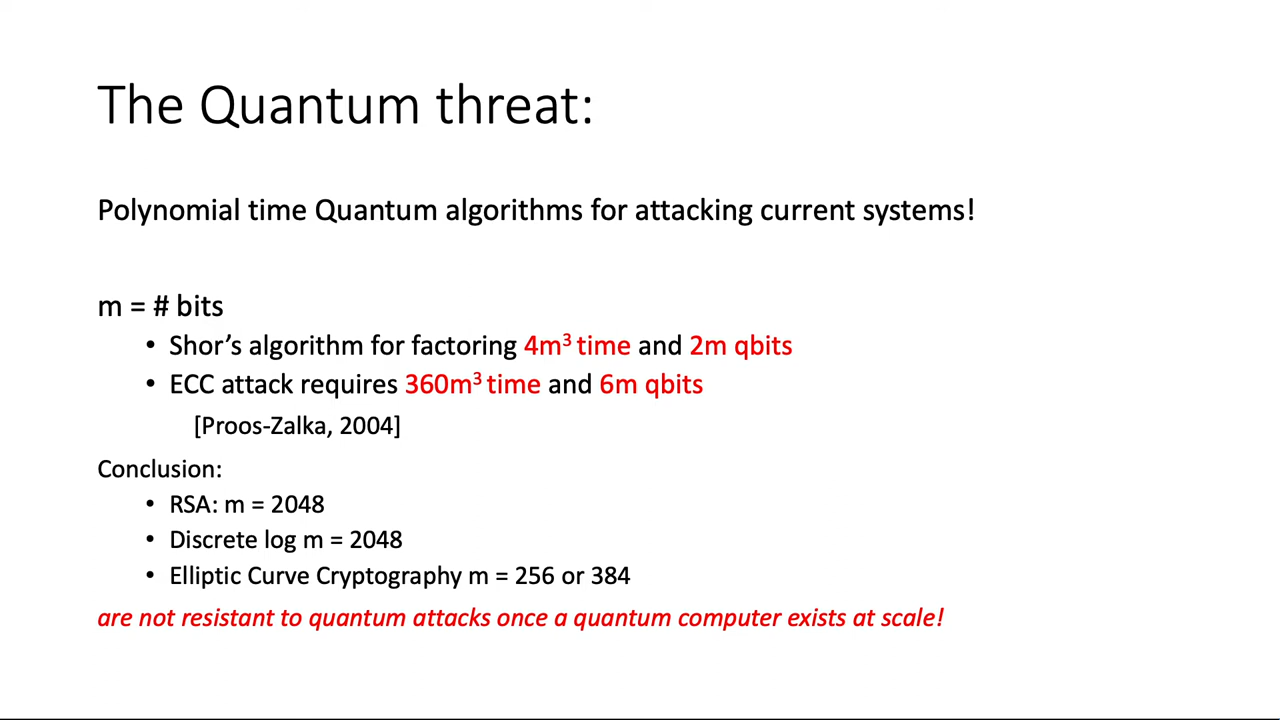 The Quantum threat:
Polynomial time Quantum algorithms for attacking current systems!
m = # bits
• Shor’s algorithm for factoring 4m³ time and 2m qbits
• ECC attack requires 360m³ time and 6m qbits
[Proos-Zalka, 2004]
Conclusion:
• RSA: m = 2048
• Discrete log m = 2048
• Elliptic Curve Cryptography m = 256 or 384
are not resistant to quantum attacks once a quantum computer exists at scale!